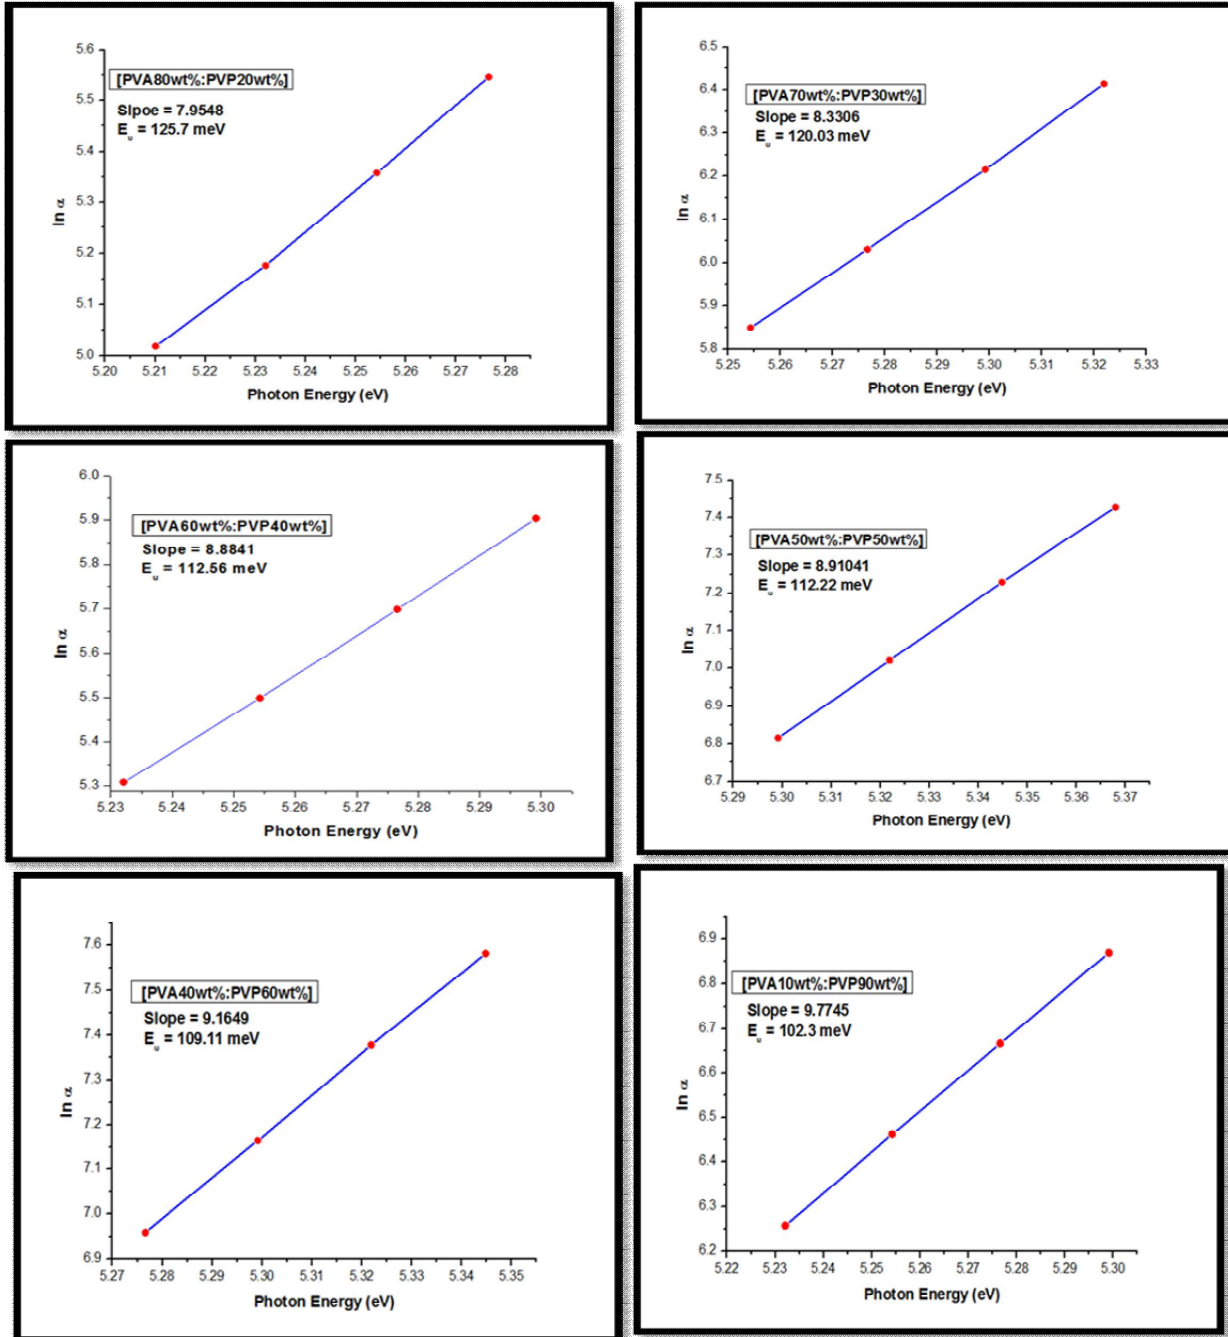 [PVA80wt%:PVP20wt%]
Slpoe = 7.9548
E_u = 125.7 meV
ln α
5.6
5.5
5.4
5.3
5.2
5.1
5.0
5.20 5.21 5.22 5.23 5.24 5.25 5.26 5.27 5.28
Photon Energy (eV)
[PVA70wt%:PVP30wt%]
Slope = 8.3306
E_u = 120.03 meV
ln α
6.5
6.4
6.3
6.2
6.1
6.0
5.9
5.8
5.25 5.26 5.27 5.28 5.29 5.30 5.31 5.32 5.33
Photon Energy (eV)
[PVA60wt%:PVP40wt%]
Slope = 8.8841
E_u = 112.56 meV
ln α
6.0
5.9
5.8
5.7
5.6
5.5
5.4
5.3
5.23 5.24 5.25 5.26 5.27 5.28 5.29 5.30
Photon Energy (eV)
[PVA50wt%:PVP50wt%]
Slope = 8.91041
E_u = 112.22 meV
ln α
7.5
7.4
7.3
7.2
7.1
7.0
6.9
6.8
6.7
5.29 5.30 5.31 5.32 5.33 5.34 5.35 5.36 5.37
Photon Energy (eV)
[PVA40wt%:PVP60wt%]
Slope = 9.1649
E_u = 109.11 meV
ln α
7.6
7.5
7.4
7.3
7.2
7.1
7.0
6.9
5.27 5.28 5.29 5.30 5.31 5.32 5.33 5.34 5.35
Photon Energy (eV)
[PVA10wt%:PVP90wt%]
Slope = 9.7745
E_u = 102.3 meV
ln α
6.9
6.8
6.7
6.6
6.5
6.4
6.3
6.2
5.22 5.23 5.24 5.25 5.26 5.27 5.28 5.29 5.30
Photon Energy (eV)